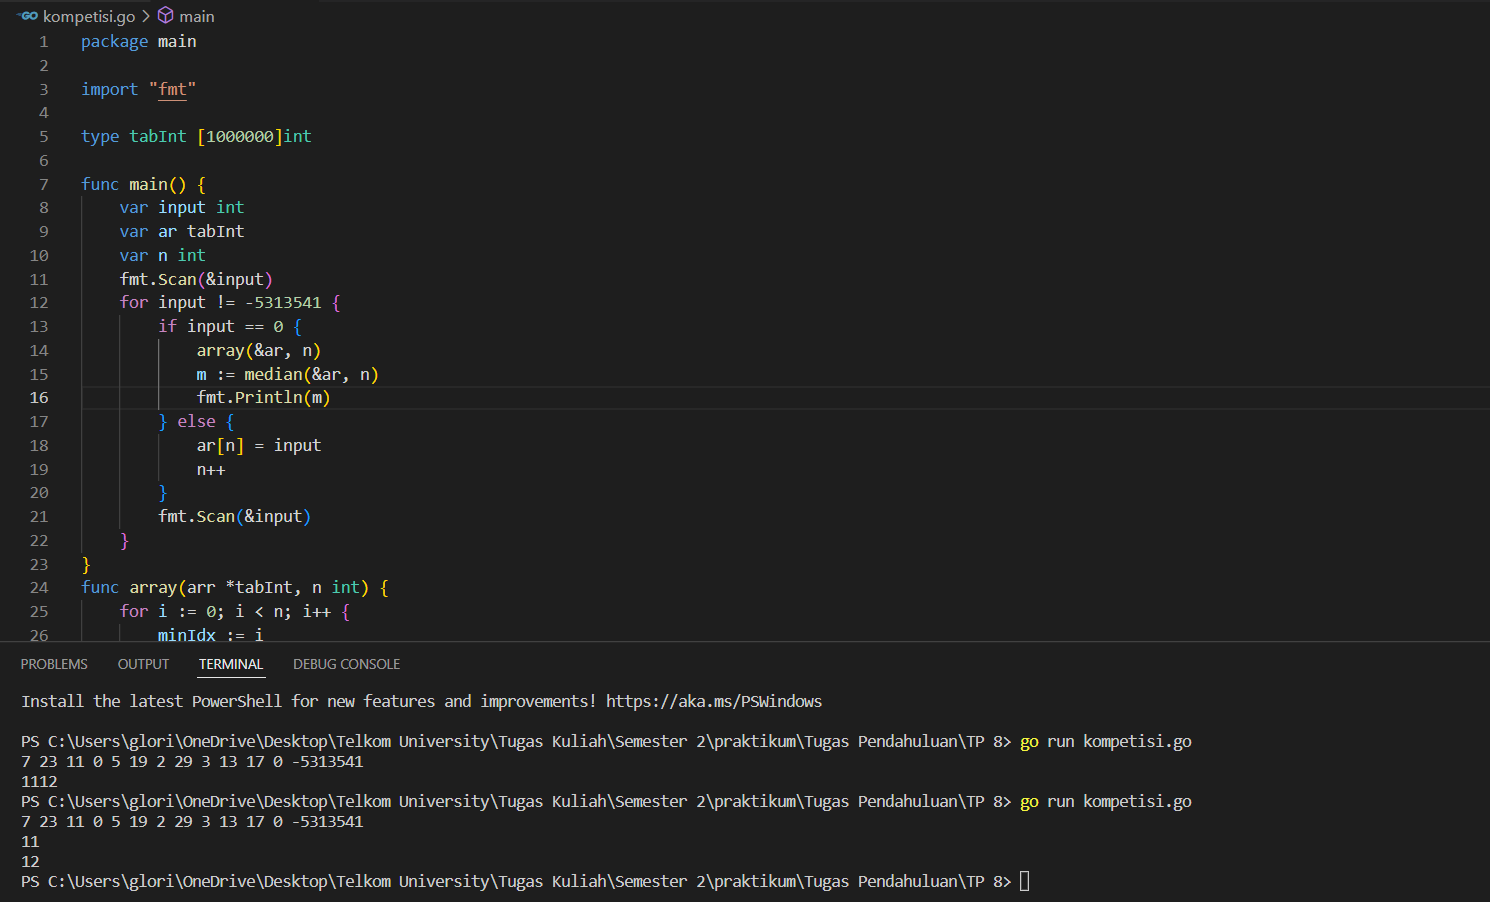 GO kompetisi.go > main
1 package main
2
3 import "fmt"
4
5 type tabInt [1000000]int
6
7 func main() {
8 var input int
9 var ar tabInt
10 var n int
11 fmt.Scan(&input)
12 for input != -5313541 {
13 if input == 0 {
14 array(&ar, n)
15 m := median(&ar, n)
16 fmt.Println(m)
17 } else {
18 ar[n] = input
19 n++
20 }
21 fmt.Scan(&input)
22 }
23 }
24 func array(arr *tabInt, n int) {
25 for i := 0; i < n; i++ {
26 minIdx := i
PROBLEMS OUTPUT TERMINAL DEBUG CONSOLE
Install the latest PowerShell for new features and improvements! https://aka.ms/PSWindows
PS C:\Users\glori\OneDrive\Desktop\Telkom University\Tugas Kuliah\Semester 2\praktikum\Tugas Pendahuluan\TP 8> go run kompetisi.go
7 23 11 0 5 19 2 29 3 13 17 0 -5313541
1112
PS C:\Users\glori\OneDrive\Desktop\Telkom University\Tugas Kuliah\Semester 2\praktikum\Tugas Pendahuluan\TP 8> go run kompetisi.go
7 23 11 0 5 19 2 29 3 13 17 0 -5313541
11
12
PS C:\Users\glori\OneDrive\Desktop\Telkom University\Tugas Kuliah\Semester 2\praktikum\Tugas Pendahuluan\TP 8>